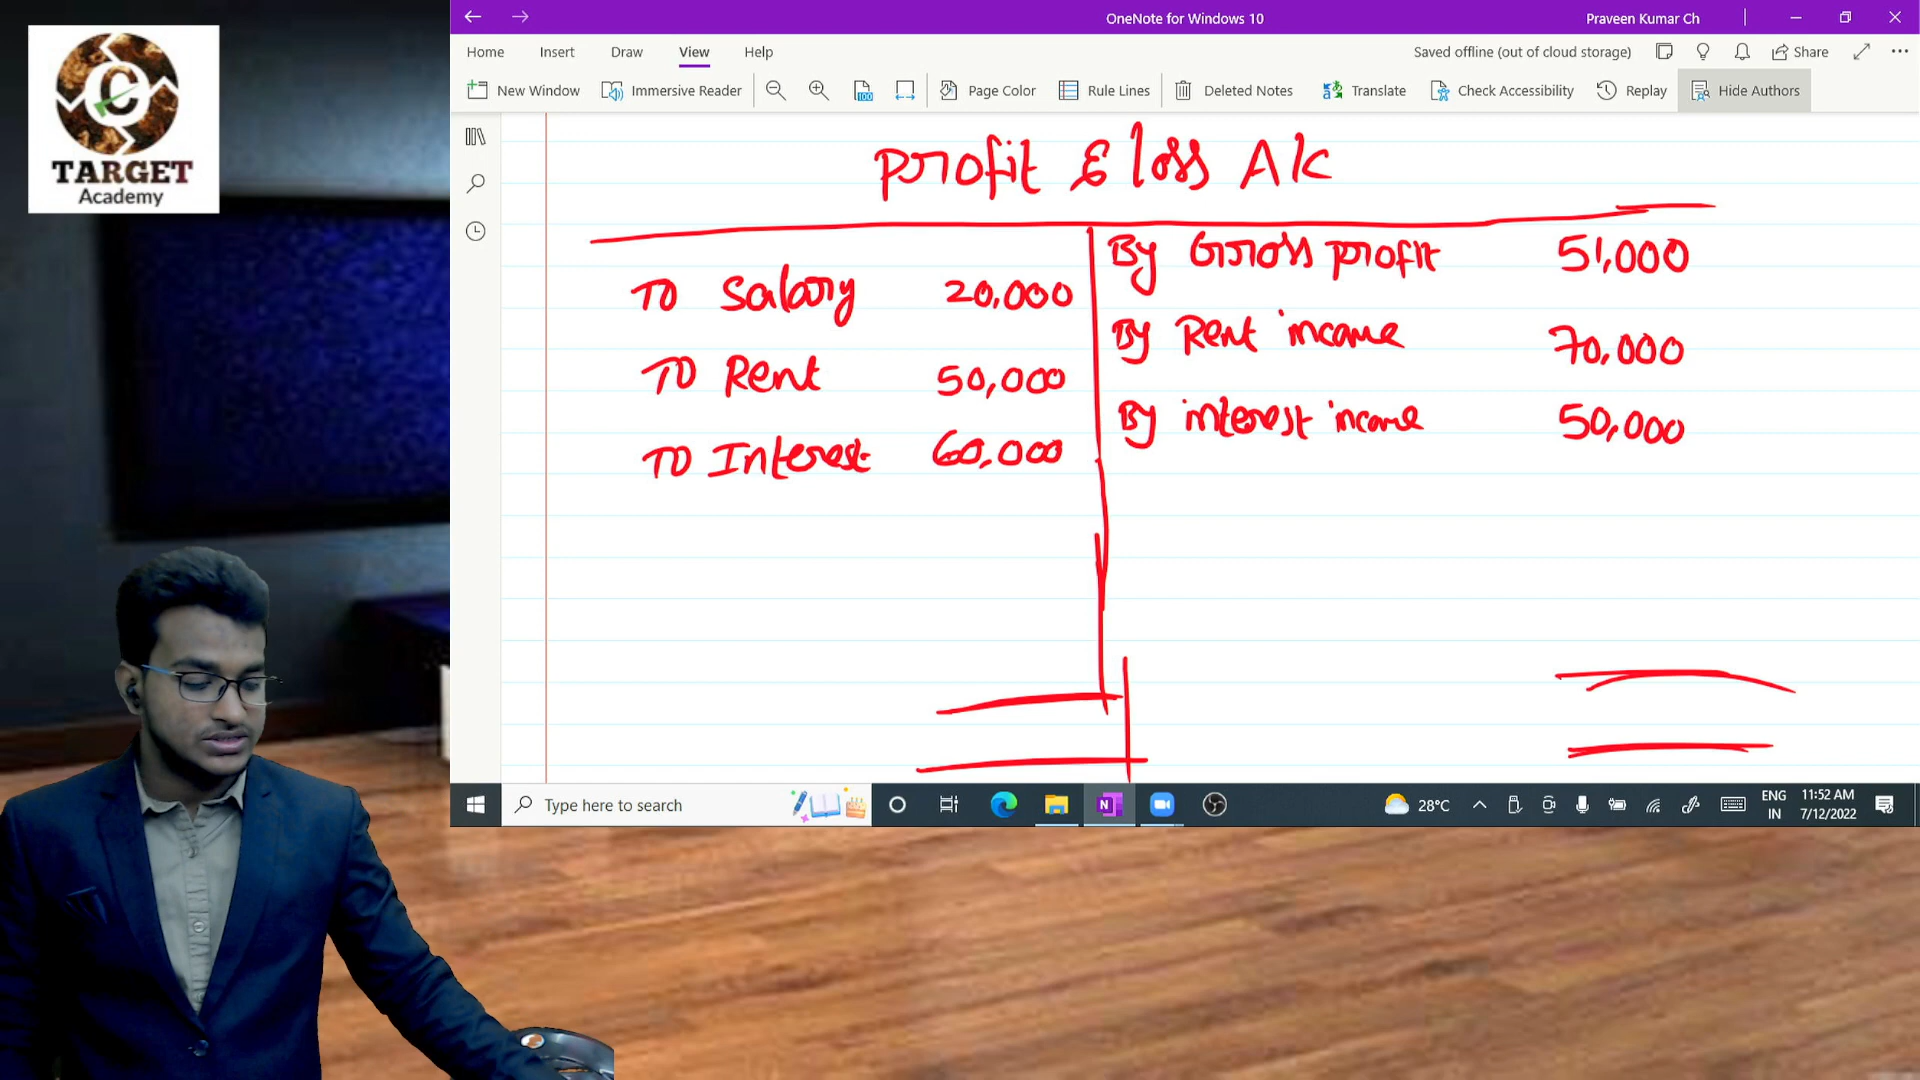 TARGET
Academy
OneNote for Windows 10
Praveen Kumar Ch
Home Insert Draw View Help
Saved offline (out of cloud storage) Share
New Window Immersive Reader Page Color Rule Lines Deleted Notes Translate Check Accessibility Replay Hide Authors
Profit & loss A/c
By Gross profit 51,000
To Salary 20,000
By Rent income 70,000
To Rent 50,000
By interest income 50,000
To Interest 60,000
Type here to search
28°C
ENG
IN
11:52 AM
7/12/2022